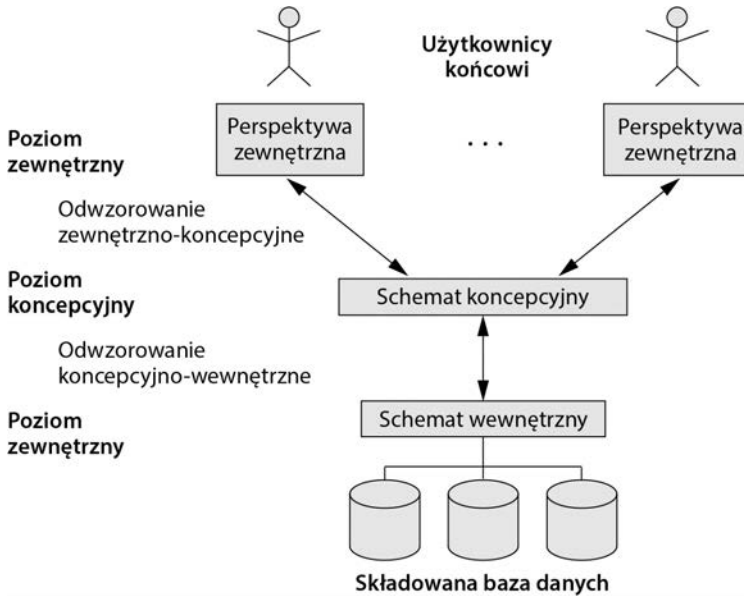 Użytkownicy
końcowi
Perspektywa
zewnętrzna
. . .
Perspektywa
zewnętrzna
Poziom
zewnętrzny
Odwzorowanie
zewnętrzno-koncepcyjne
Poziom
koncepcyjny
Schemat koncepcyjny
Odwzorowanie
koncepcyjno-wewnętrzne
Poziom
zewnętrzny
Schemat wewnętrzny
Składowana baza danych